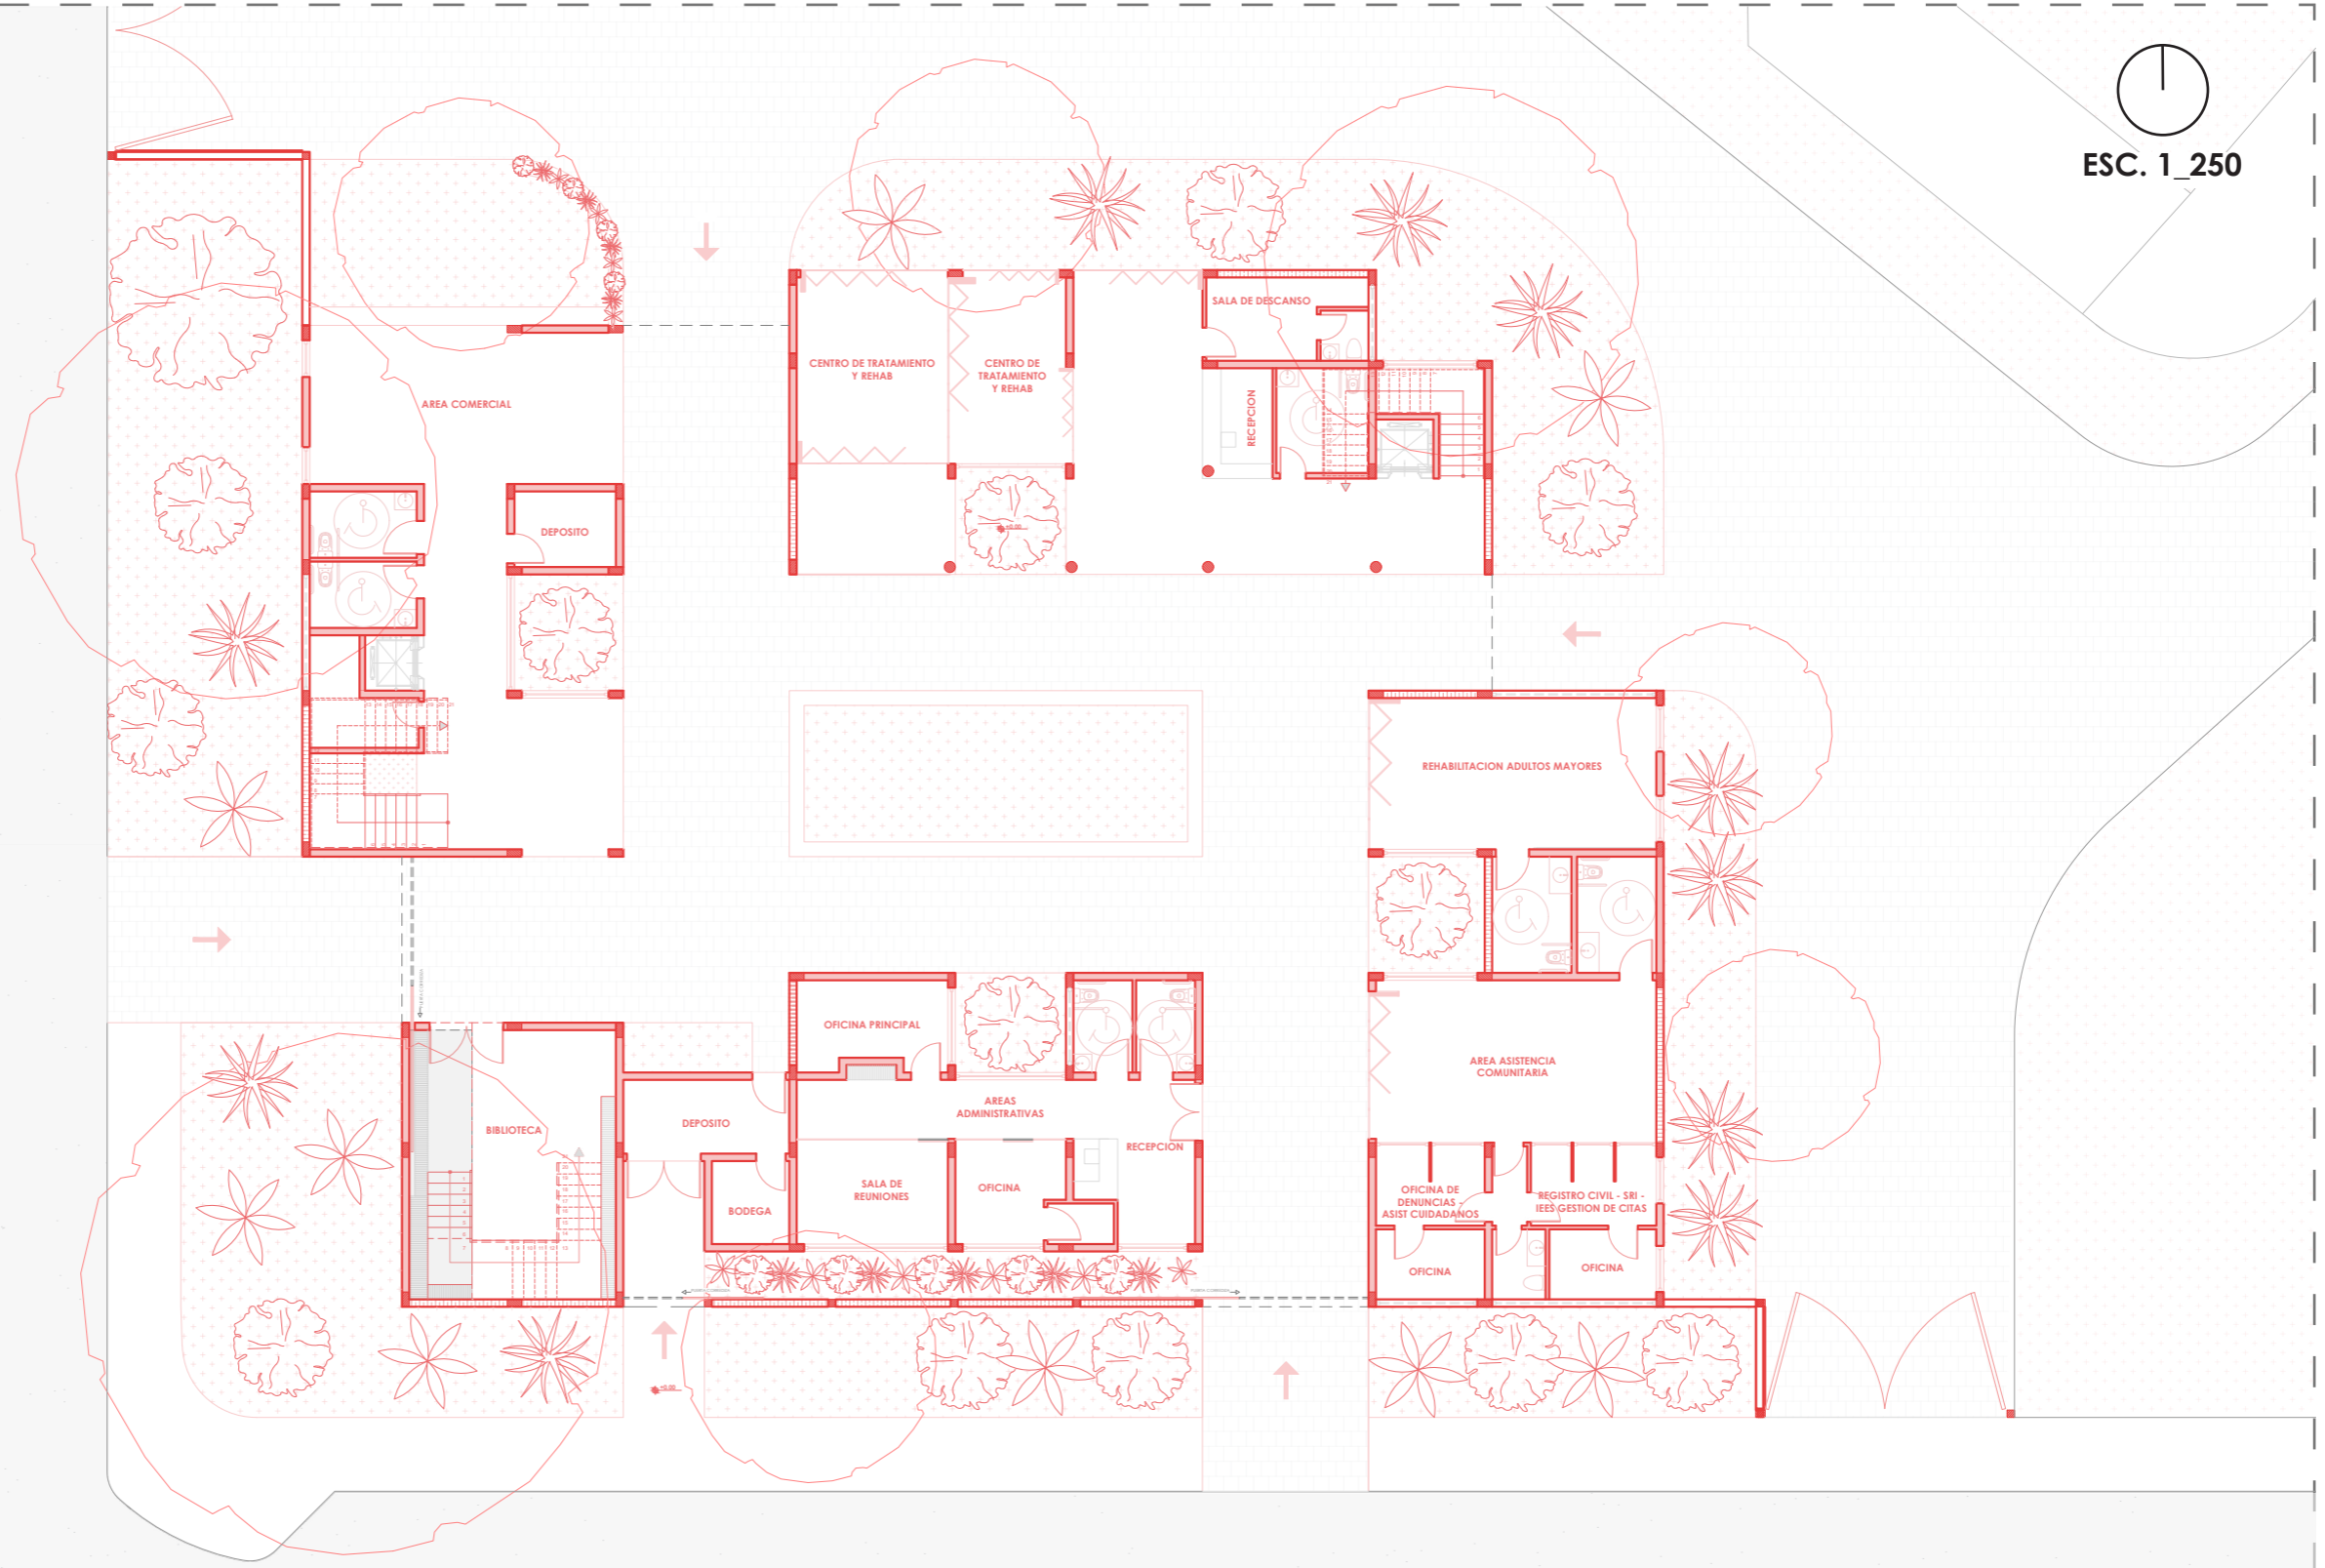 ESC. 1_250
SALA DE DESCANSO
CENTRO DE TRATAMIENTO
Y REHAB
CENTRO DE
TRATAMIENTO
Y REHAB
RECEPCION
AREA COMERCIAL
DEPOSITO
REHABILITACION ADULTOS MAYORES
OFICINA PRINCIPAL
AREAS
ADMINISTRATIVAS
AREA ASISTENCIA
COMUNITARIA
BIBLIOTECA
DEPOSITO
RECEPCION
SALA DE
REUNIONES
OFICINA
BODEGA
OFICINA DE
DENUNCIAS -
ASIST CUIDADANOS
REGISTRO CIVIL - SRI -
IEES GESTION DE CITAS
OFICINA
OFICINA